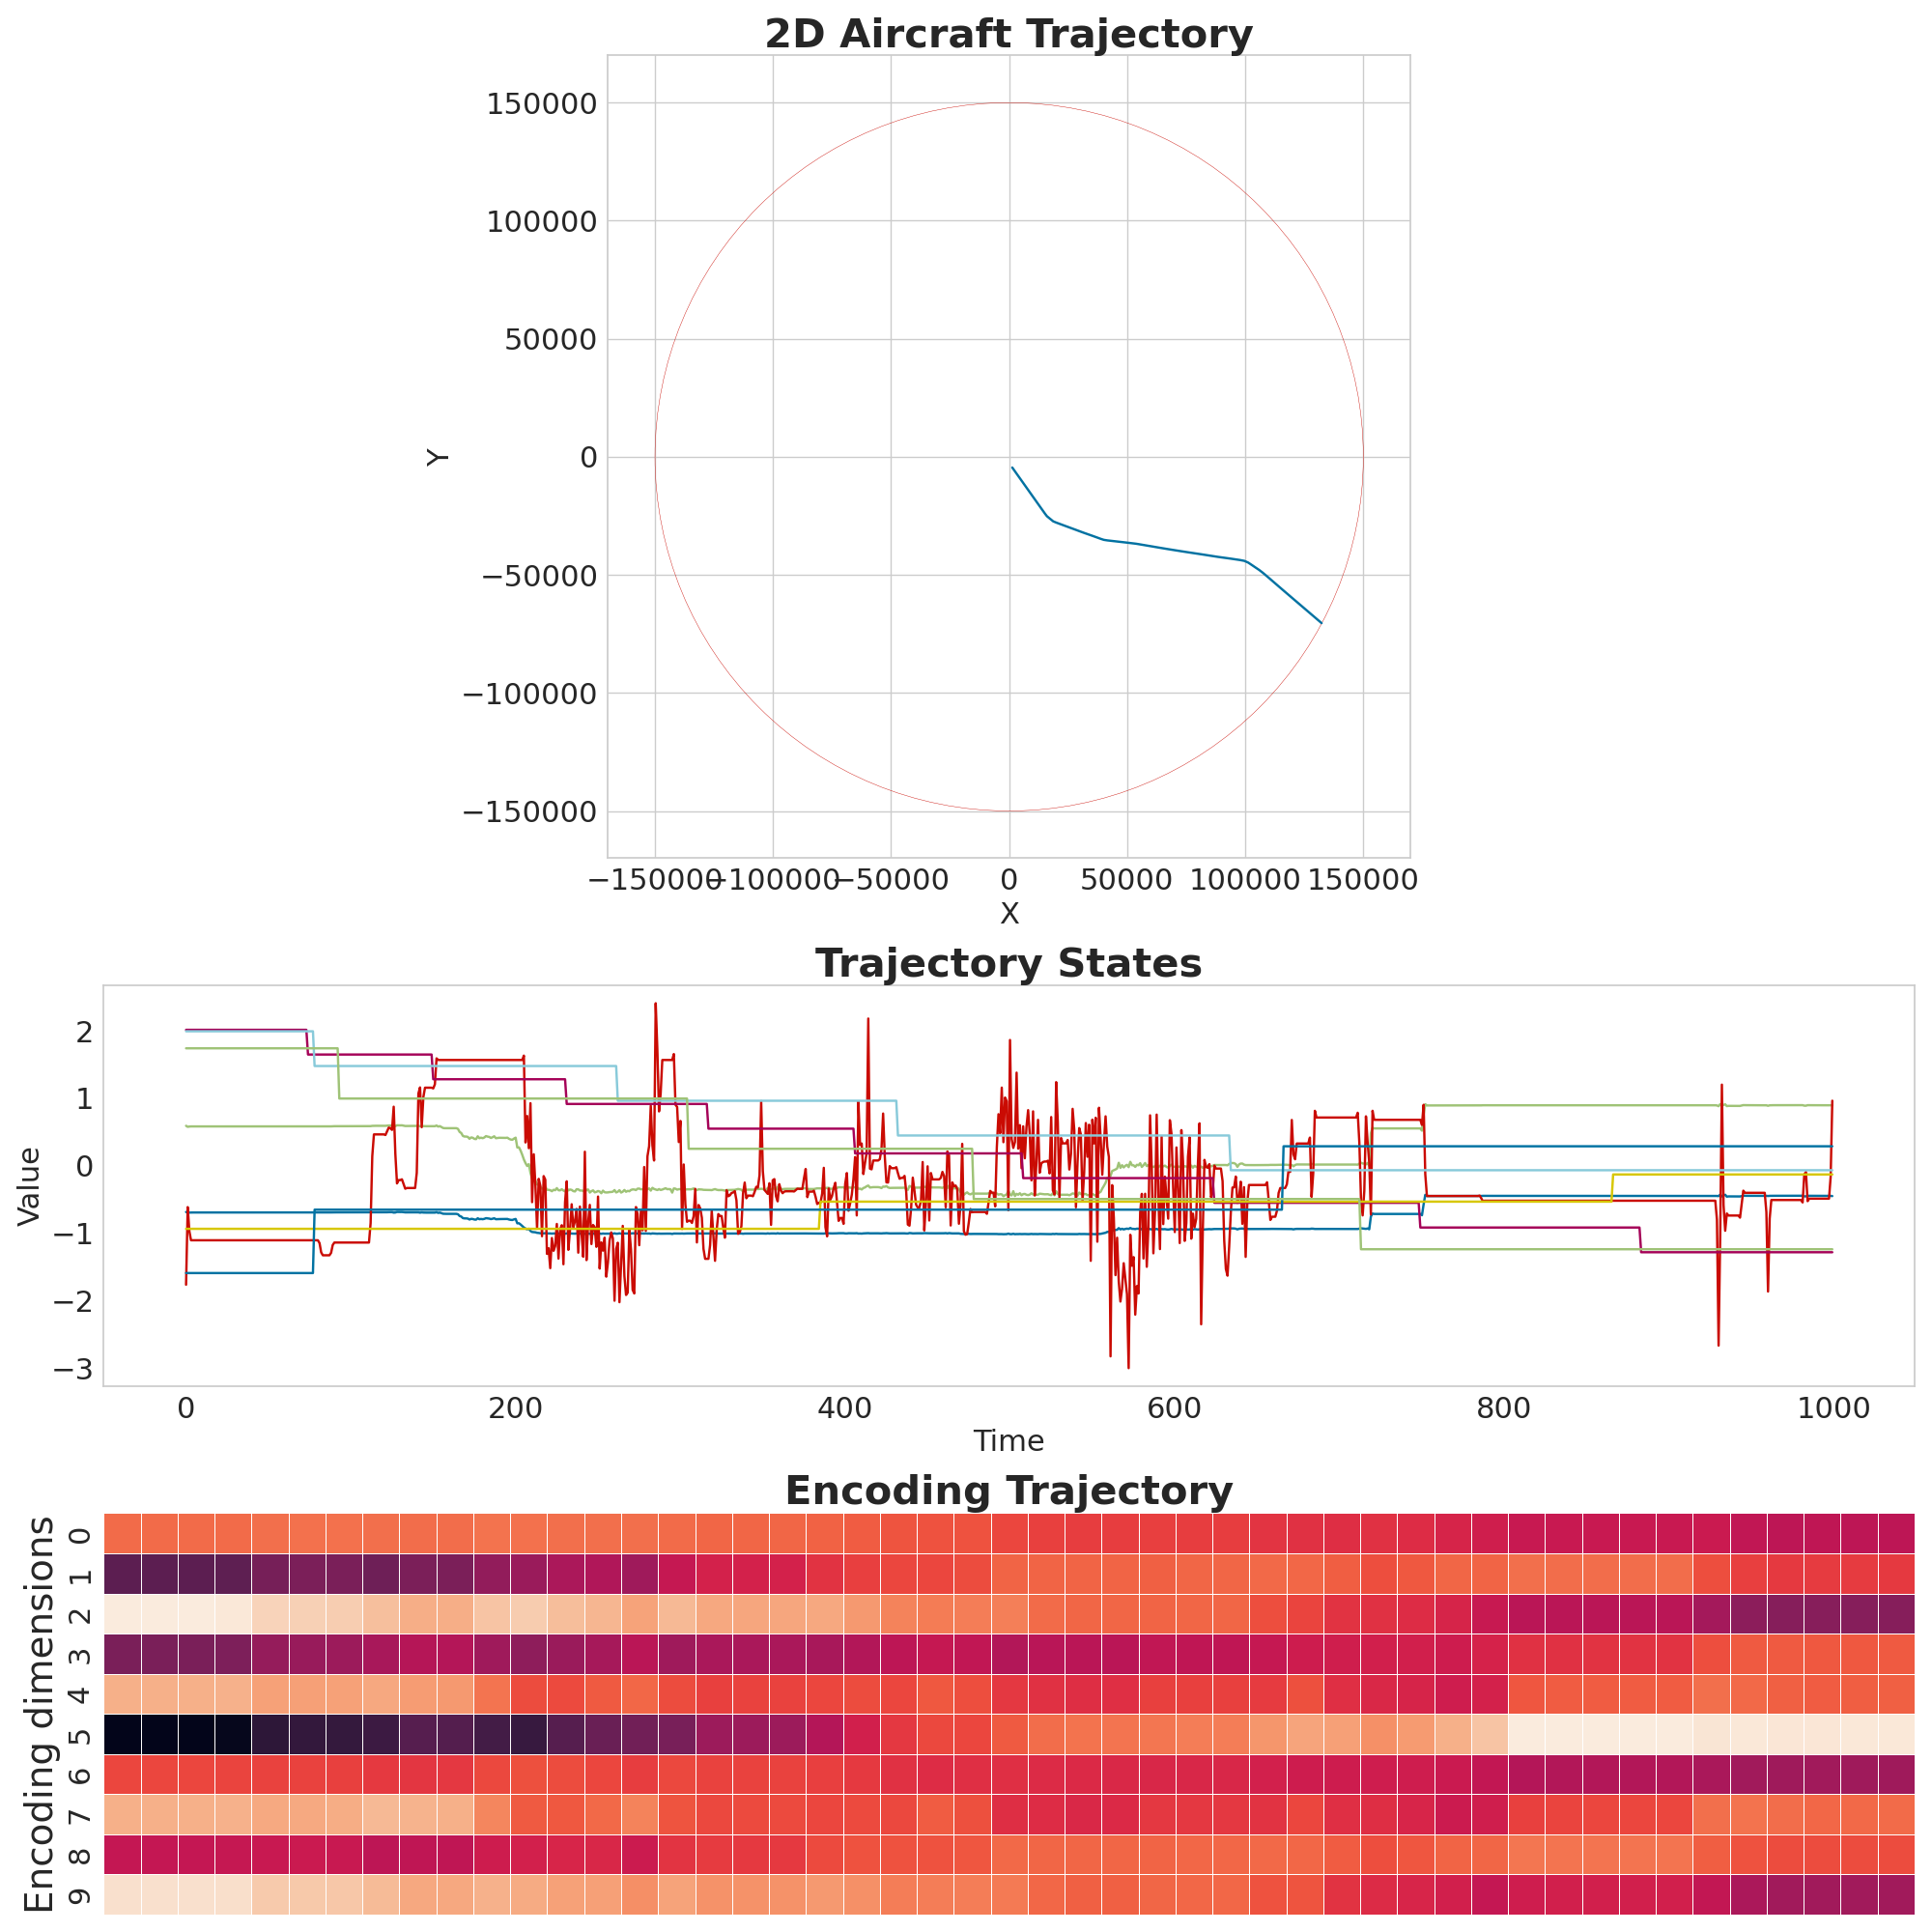 2D Aircraft Trajectory
150000
100000
50000
0
−50000
−100000
−150000
Y
−150000 −100000 −50000 0 50000 100000 150000
X
Trajectory States
2
1
0
−1
−2
−3
Value
0 200 400 600 800 1000
Time
Encoding Trajectory
Encoding dimensions
0
1
2
3
4
5
6
7
8
9